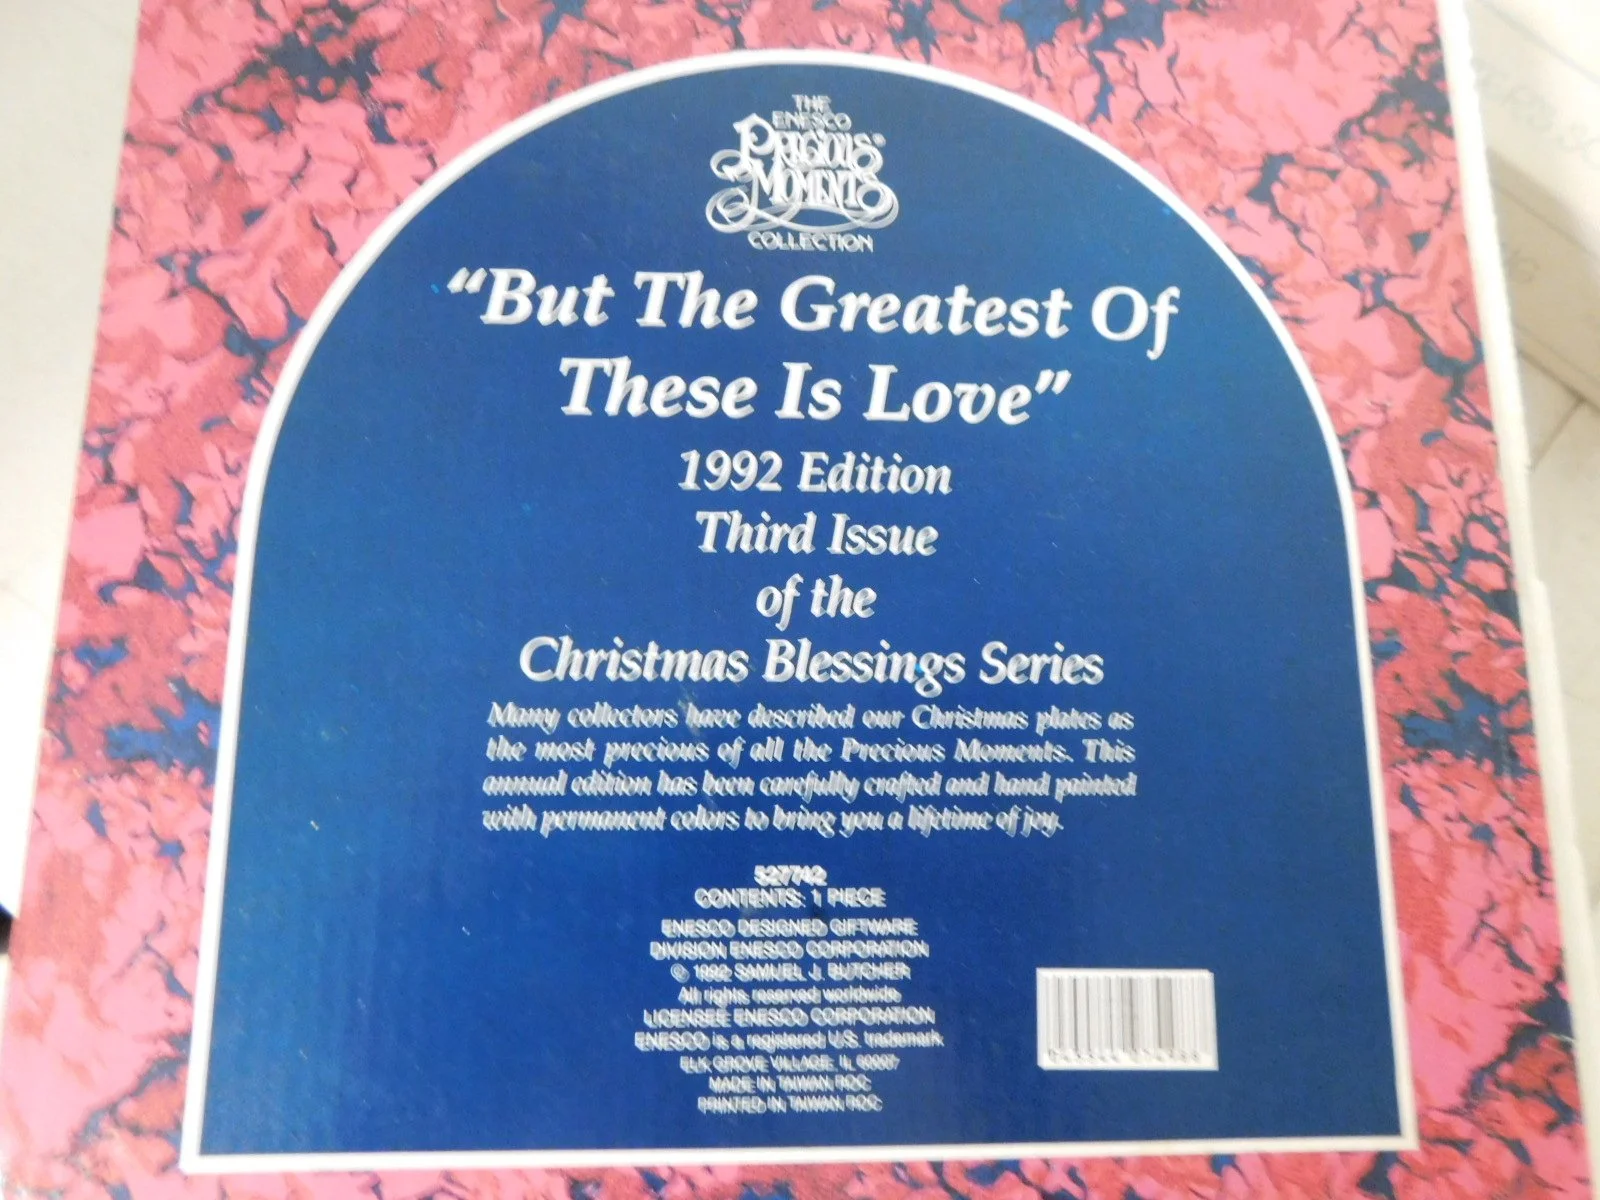 THE
ENESCO
PRECIOUS®
MOMENTS
COLLECTION
“But The Greatest Of
These Is Love”
1992 Edition
Third Issue
of the
Christmas Blessings Series
Many collectors have described our Christmas plates as
the most precious of all the Precious Moments. This
annual edition has been carefully crafted and hand painted
with permanent colors to bring you a lifetime of joy.
527742
CONTENTS: 1 PIECE
ENESCO DESIGNED GIFTWARE
DIVISION ENESCO CORPORATION
© 1992 SAMUEL J. BUTCHER
All rights reserved worldwide
LICENSEE ENESCO CORPORATION
ENESCO is a registered U.S. trademark
ELK GROVE VILLAGE, IL 60007
MADE IN TAIWAN ROC
PRINTED IN TAIWAN ROC